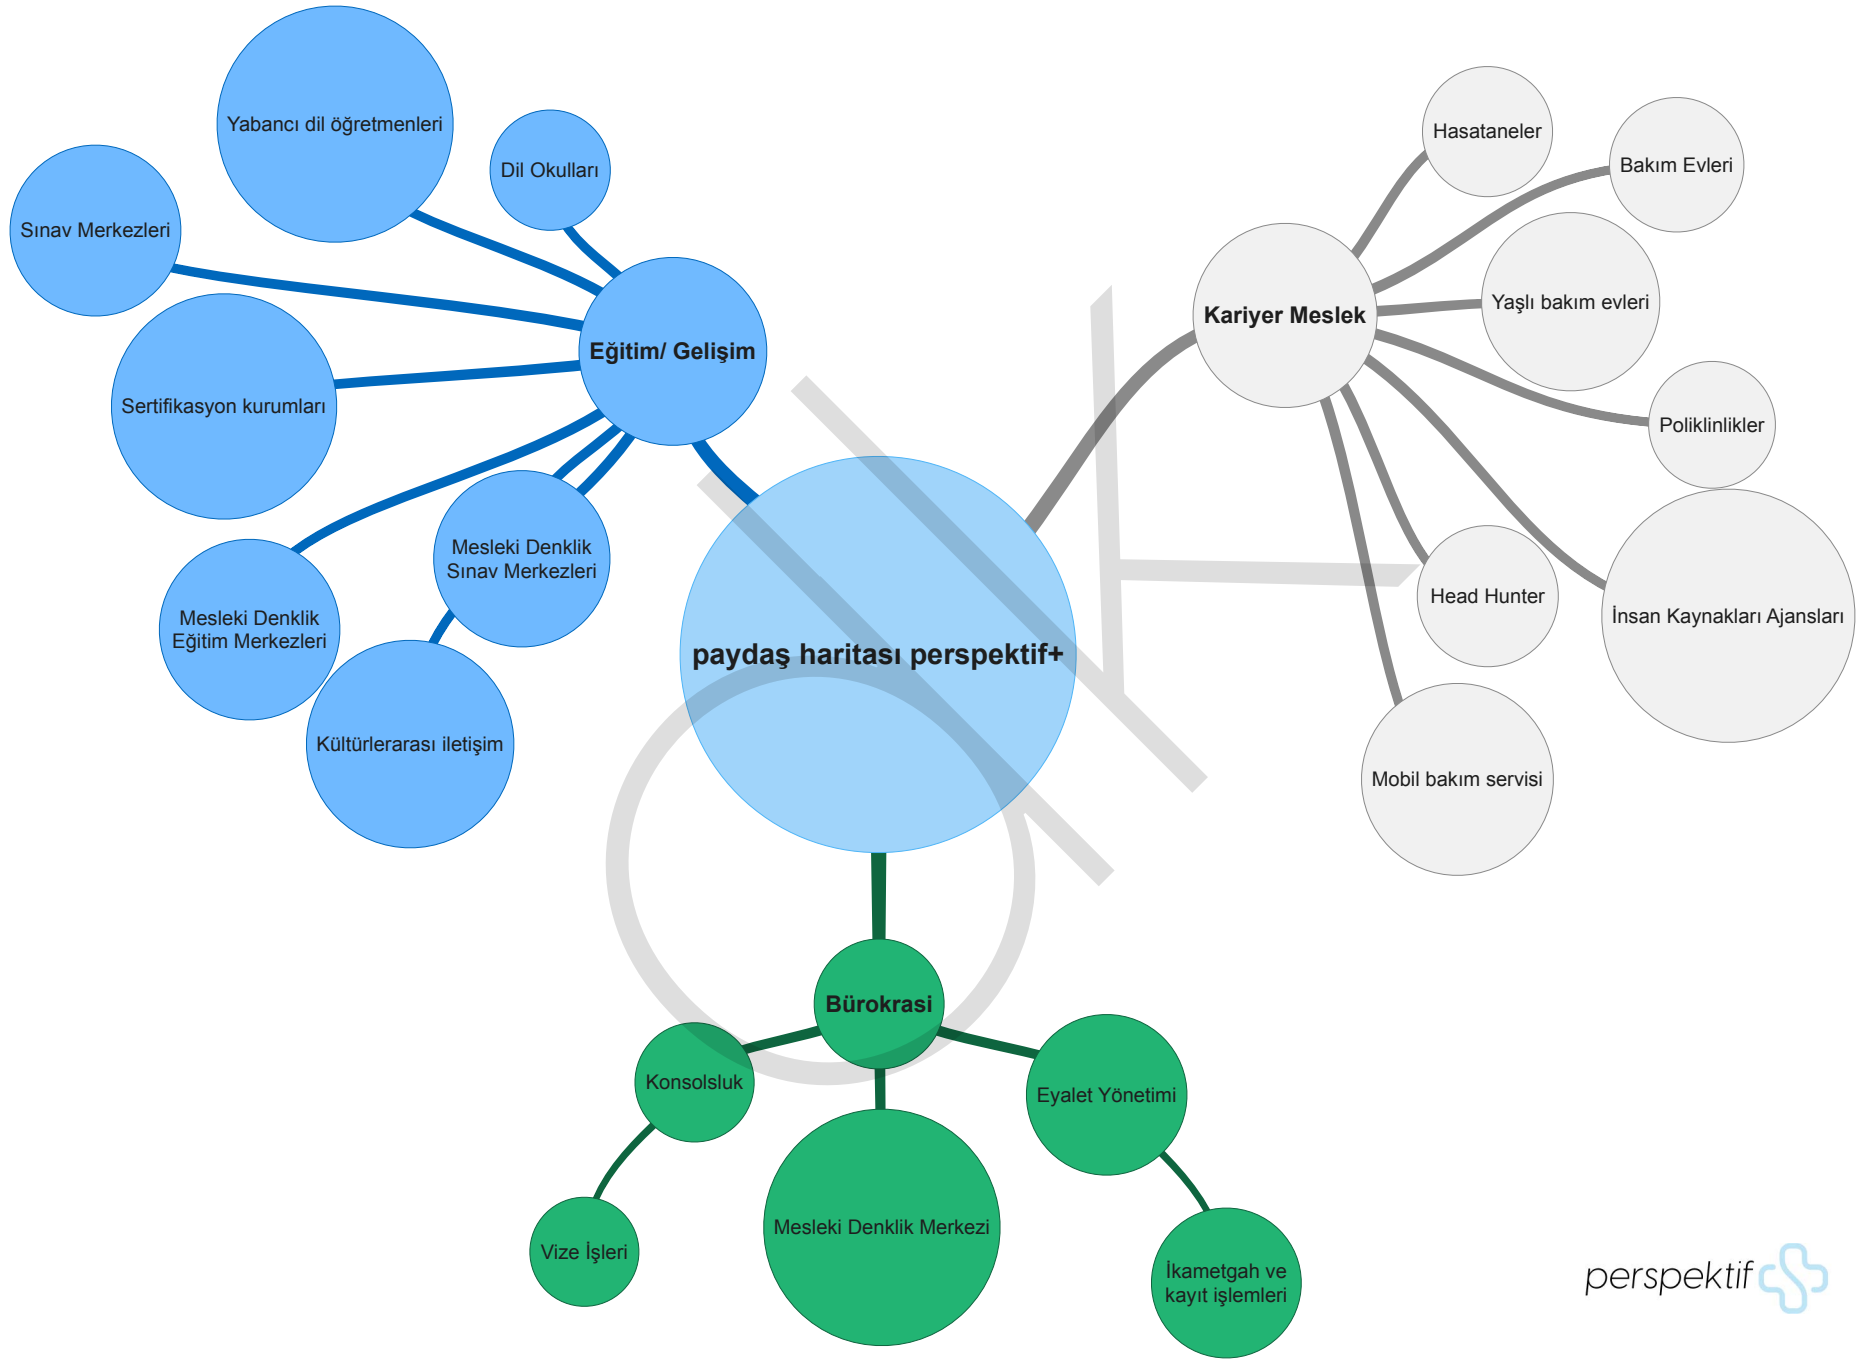 Yabancı dil öğretmenleri
Dil Okulları
Sınav Merkezleri
Eğitim/ Gelişim
Sertifikasyon kurumları
Mesleki Denklik
Sınav Merkezleri
Mesleki Denklik
Eğitim Merkezleri
Kültürlerarası iletişim
Hasataneler
Bakım Evleri
Kariyer Meslek
Yaşlı bakım evleri
Poliklinlikler
Head Hunter
İnsan Kaynakları Ajansları
Mobil bakım servisi
paydaş haritası perspektif+
Bürokrasi
Konsolsluk
Eyalet Yönetimi
Vize İşleri
Mesleki Denklik Merkezi
İkametgah ve
kayıt işlemleri
perspektif